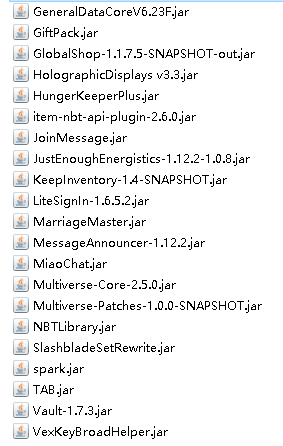 GeneralDataCoreV6.23F.jar
GiftPack.jar
GlobalShop-1.1.7.5-SNAPSHOT-out.jar
HolographicDisplays v3.3.jar
HungerKeeperPlus.jar
item-nbt-api-plugin-2.6.0.jar
JoinMessage.jar
JustEnoughEnergistics-1.12.2-1.0.8.jar
KeepInventory-1.4-SNAPSHOT.jar
LiteSignIn-1.6.5.2.jar
MarriageMaster.jar
MessageAnnouncer-1.12.2.jar
MiaoChat.jar
Multiverse-Core-2.5.0.jar
Multiverse-Patches-1.0.0-SNAPSHOT.jar
NBTLibrary.jar
SlashbladeSetRewrite.jar
spark.jar
TAB.jar
Vault-1.7.3.jar
VexKeyBroadHelper.jar